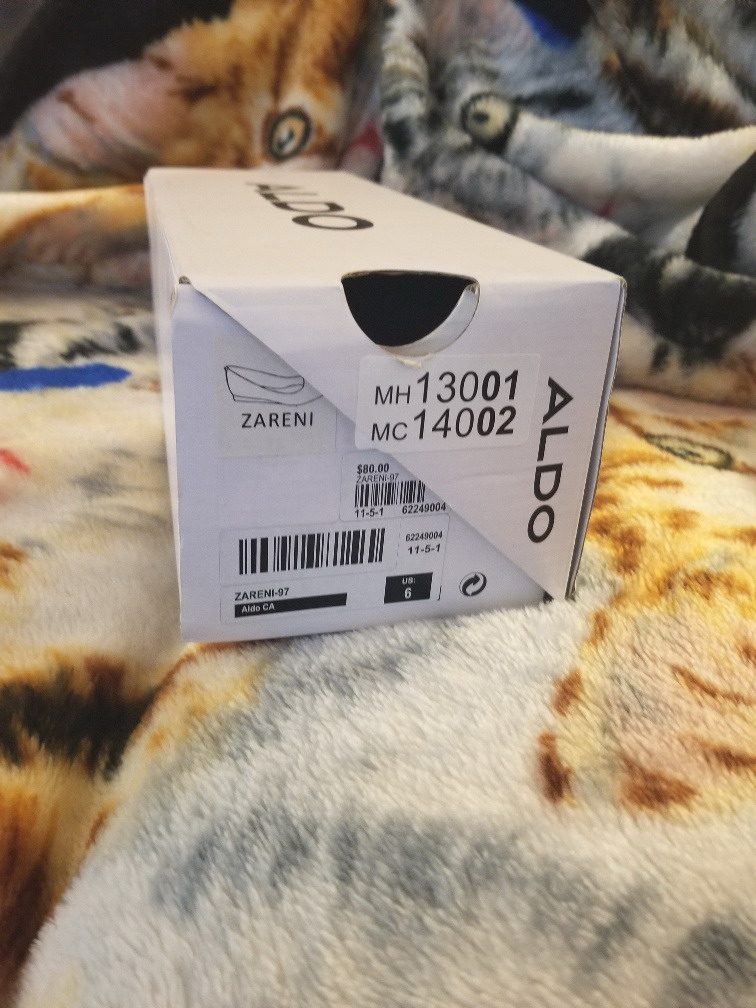 ALDO
ZARENI
MH13001
MC14002
ALDO
$80.00
ZARENI-97
11-5-1 62249004
62249004
11-5-1
ZARENI-97
Aldo CA
US:
6